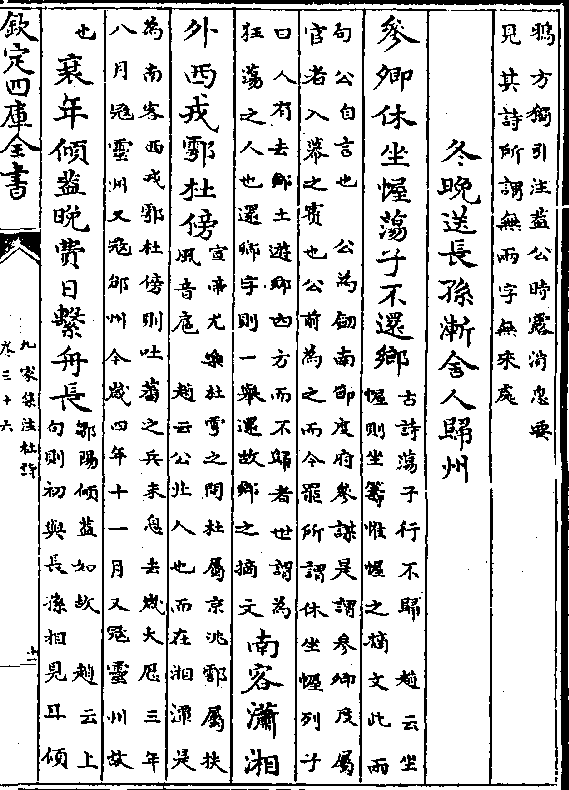 鴉方獨引注蓋公時露消息要
見其詩所謂無兩字無來處
冬晚送長孫漸舍人歸州
參卿休坐幄蕩子不還鄉
古詩蕩子行不歸 趙云坐
幄則坐籌帷幄之摘文此兩
句公自言也 公為劒南節度府參謀是謂參卿度屬
官者入幕之賓也公前為之而今罷所謂休坐幄列子
曰人有去鄉土遊鄉四方而不歸者世謂為
狂蕩之人也還鄉字則一舉還故鄉之摘文
南客瀟湘
外西戎鄠杜傍
宣帝尤樂杜鄠之間杜屬京兆鄠屬扶
風音扈 趙云公北人也而在湘潭是
為南客西戎鄠杜傍則吐蕃之兵未息去歲大厯三年
八月冦靈州又冦邠州今歲四年十一月又冦靈州故
也
衰年傾蓋晚費日繫舟長
鄒陽傾蓋如故 趙云上
句則初與長孫相見耳傾
欽定四庫全書
九家集注杜詩
卷三十六